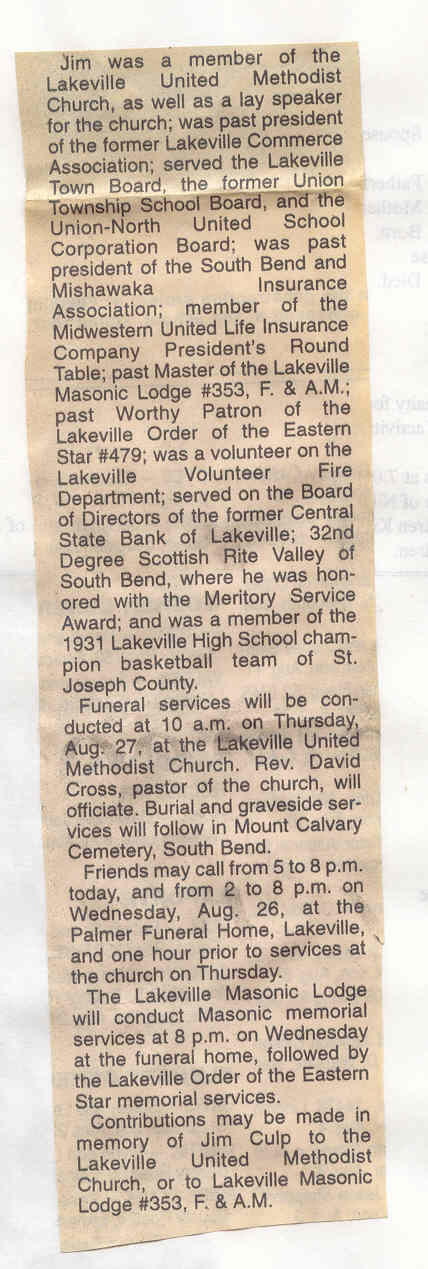 Jim was a member of the
Lakeville United Methodist
Church, as well as a lay speaker
for the church; was past president
of the former Lakeville Commerce
Association; served the Lakeville
Town Board, the former Union
Township School Board, and the
Union-North United School
Corporation Board; was past
president of the South Bend and
Mishawaka Insurance
Association; member of the
Midwestern United Life Insurance
Company President's Round
Table; past Master of the Lakeville
Masonic Lodge #353, F. & A.M.;
past Worthy Patron of the
Lakeville Order of the Eastern
Star #479; was a volunteer on the
Lakeville Volunteer Fire
Department; served on the Board
of Directors of the former Central
State Bank of Lakeville; 32nd
Degree Scottish Rite Valley of
South Bend, where he was hon-
ored with the Meritory Service
Award; and was a member of the
1931 Lakeville High School cham-
pion basketball team of St.
Joseph County.
Funeral services will be con-
ducted at 10 a.m. on Thursday,
Aug. 27, at the Lakeville United
Methodist Church. Rev. David
Cross, pastor of the church, will
officiate. Burial and graveside ser-
vices will follow in Mount Calvary
Cemetery, South Bend.
Friends may call from 5 to 8 p.m.
today, and from 2 to 8 p.m. on
Wednesday, Aug. 26, at the
Palmer Funeral Home, Lakeville,
and one hour prior to services at
the church on Thursday.
The Lakeville Masonic Lodge
will conduct Masonic memorial
services at 8 p.m. on Wednesday
at the funeral home, followed by
the Lakeville Order of the Eastern
Star memorial services.
Contributions may be made in
memory of Jim Culp to the
Lakeville United Methodist
Church, or to Lakeville Masonic
Lodge #353, F. & A.M.